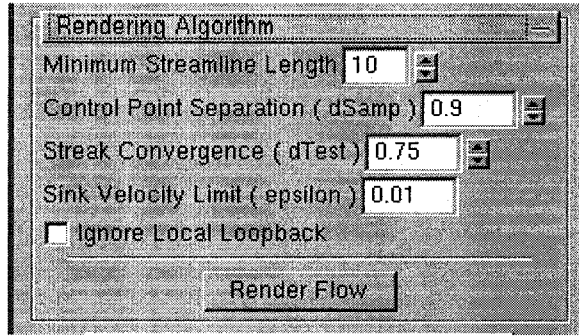 Rendering Algorithm
Minimum Streamline Length 10
Control Point Separation ( dSamp ) 0.9
Streak Convergence ( dTest ) 0.75
Sink Velocity Limit ( epsilon ) 0.01
Ignore Local Loopback
Render Flow